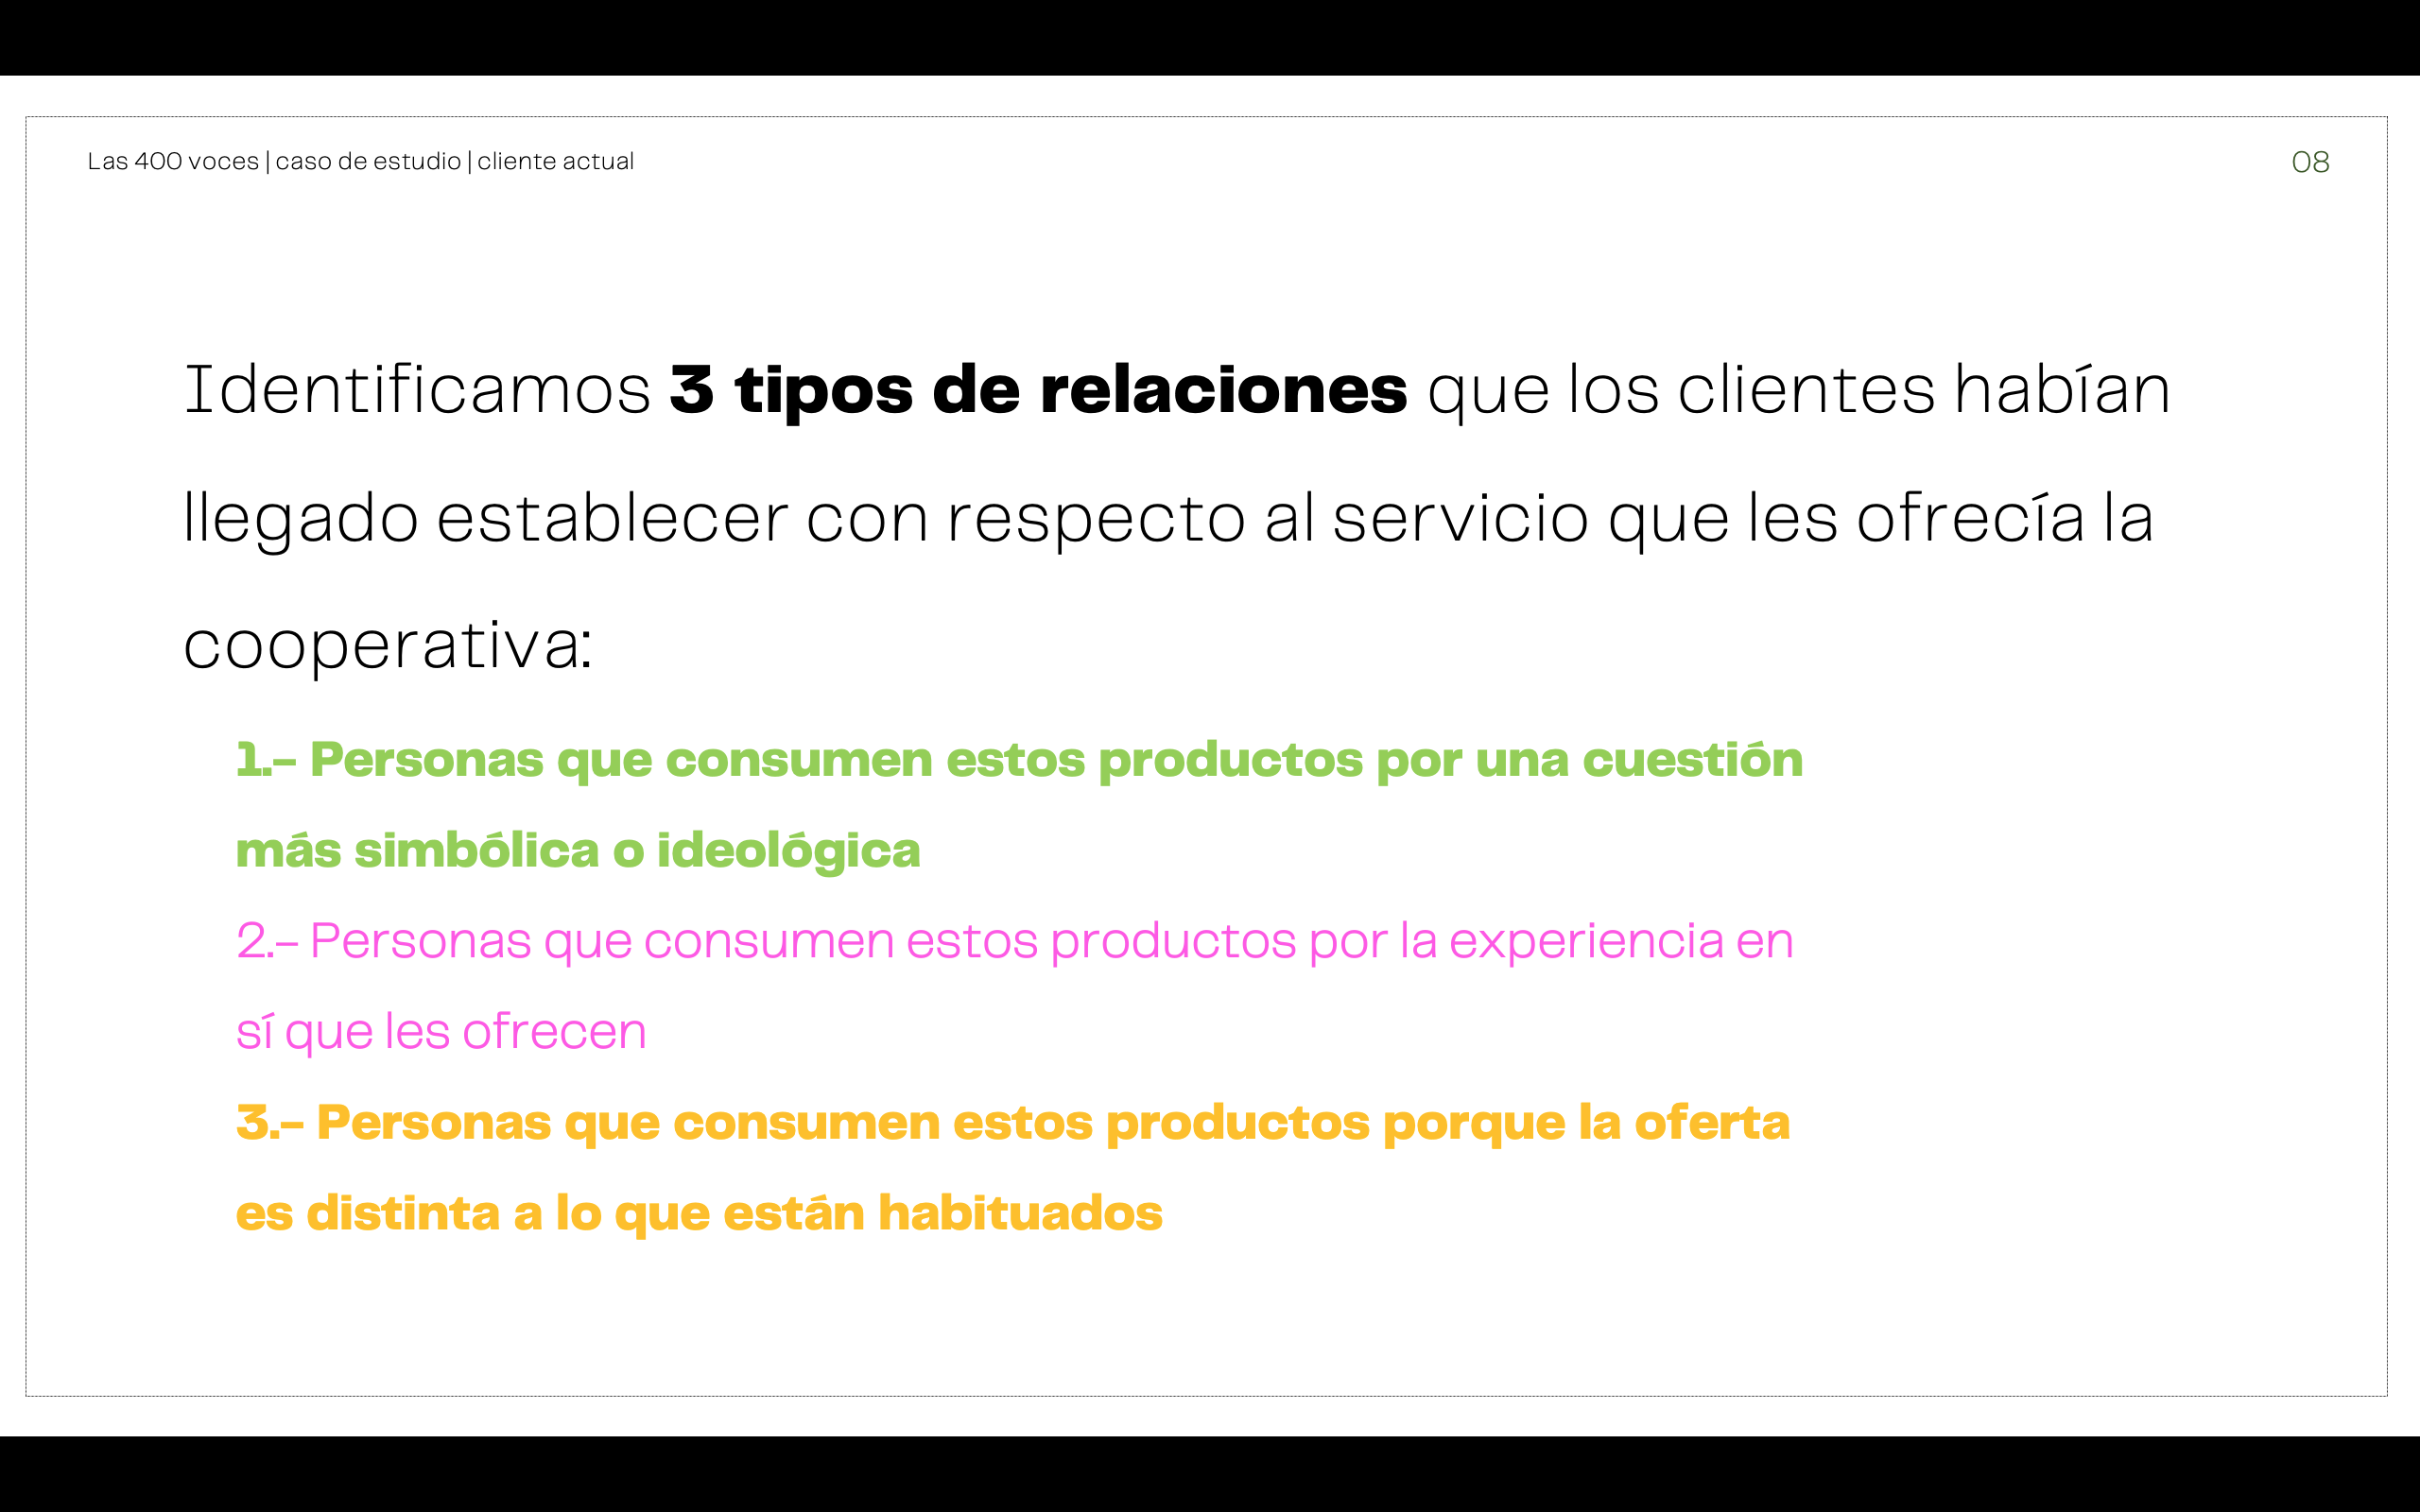 Las 400 voces | caso de estudio | cliente actual
08
Identificamos 3 tipos de relaciones que los clientes habían
llegado establecer con respecto al servicio que les ofrecía la
cooperativa:
1.- Personas que consumen estos productos por una cuestión
más simbólica o ideológica
2.- Personas que consumen estos productos por la experiencia en
sí que les ofrecen
3.- Personas que consumen estos productos porque la oferta
es distinta a lo que están habituados